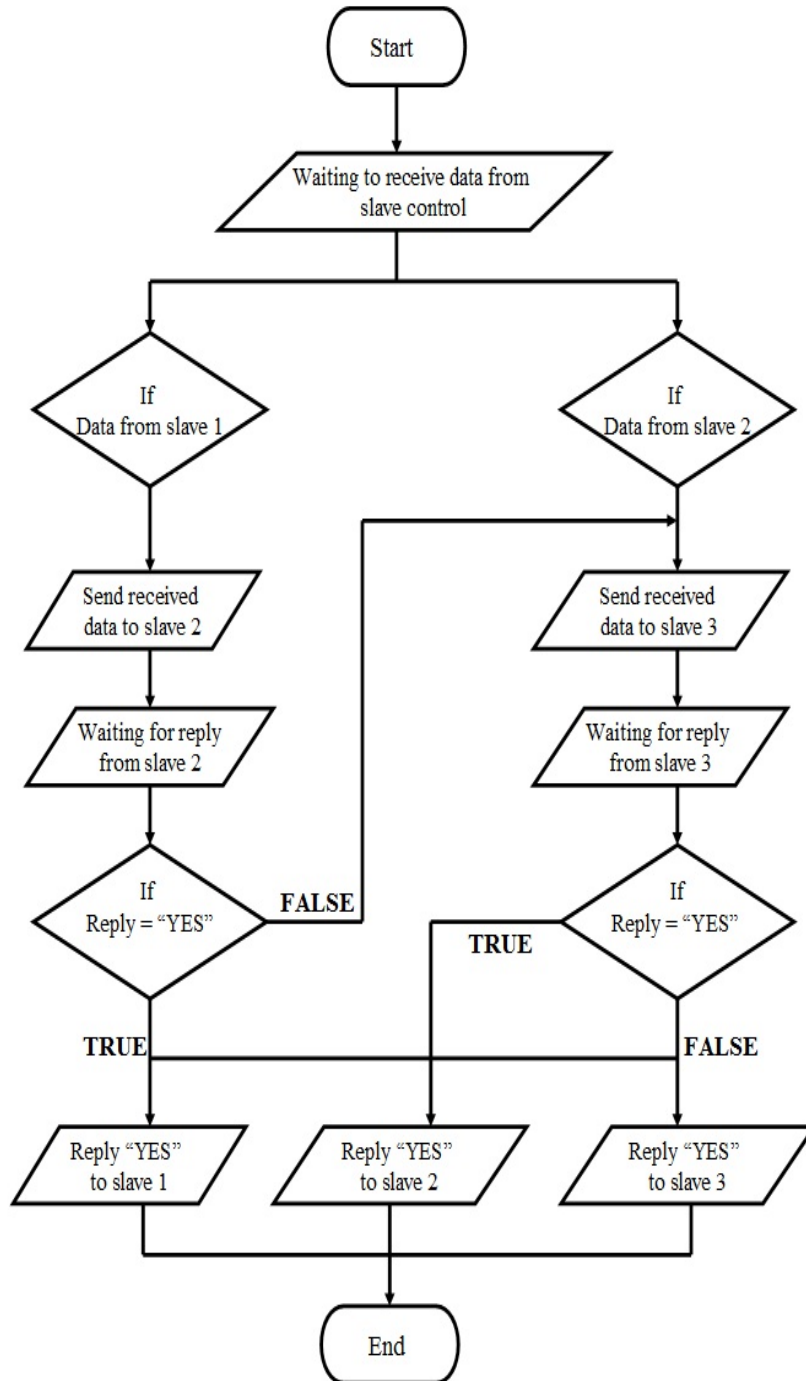 Start
Waiting to receive data from
slave control
If
Data from slave 1
If
Data from slave 2
Send received
data to slave 2
Send received
data to slave 3
Waiting for reply
from slave 2
Waiting for reply
from slave 3
If
Reply = “YES”
FALSE
If
Reply = “YES”
TRUE
TRUE
FALSE
Reply “YES”
to slave 1
Reply “YES”
to slave 2
Reply “YES”
to slave 3
End